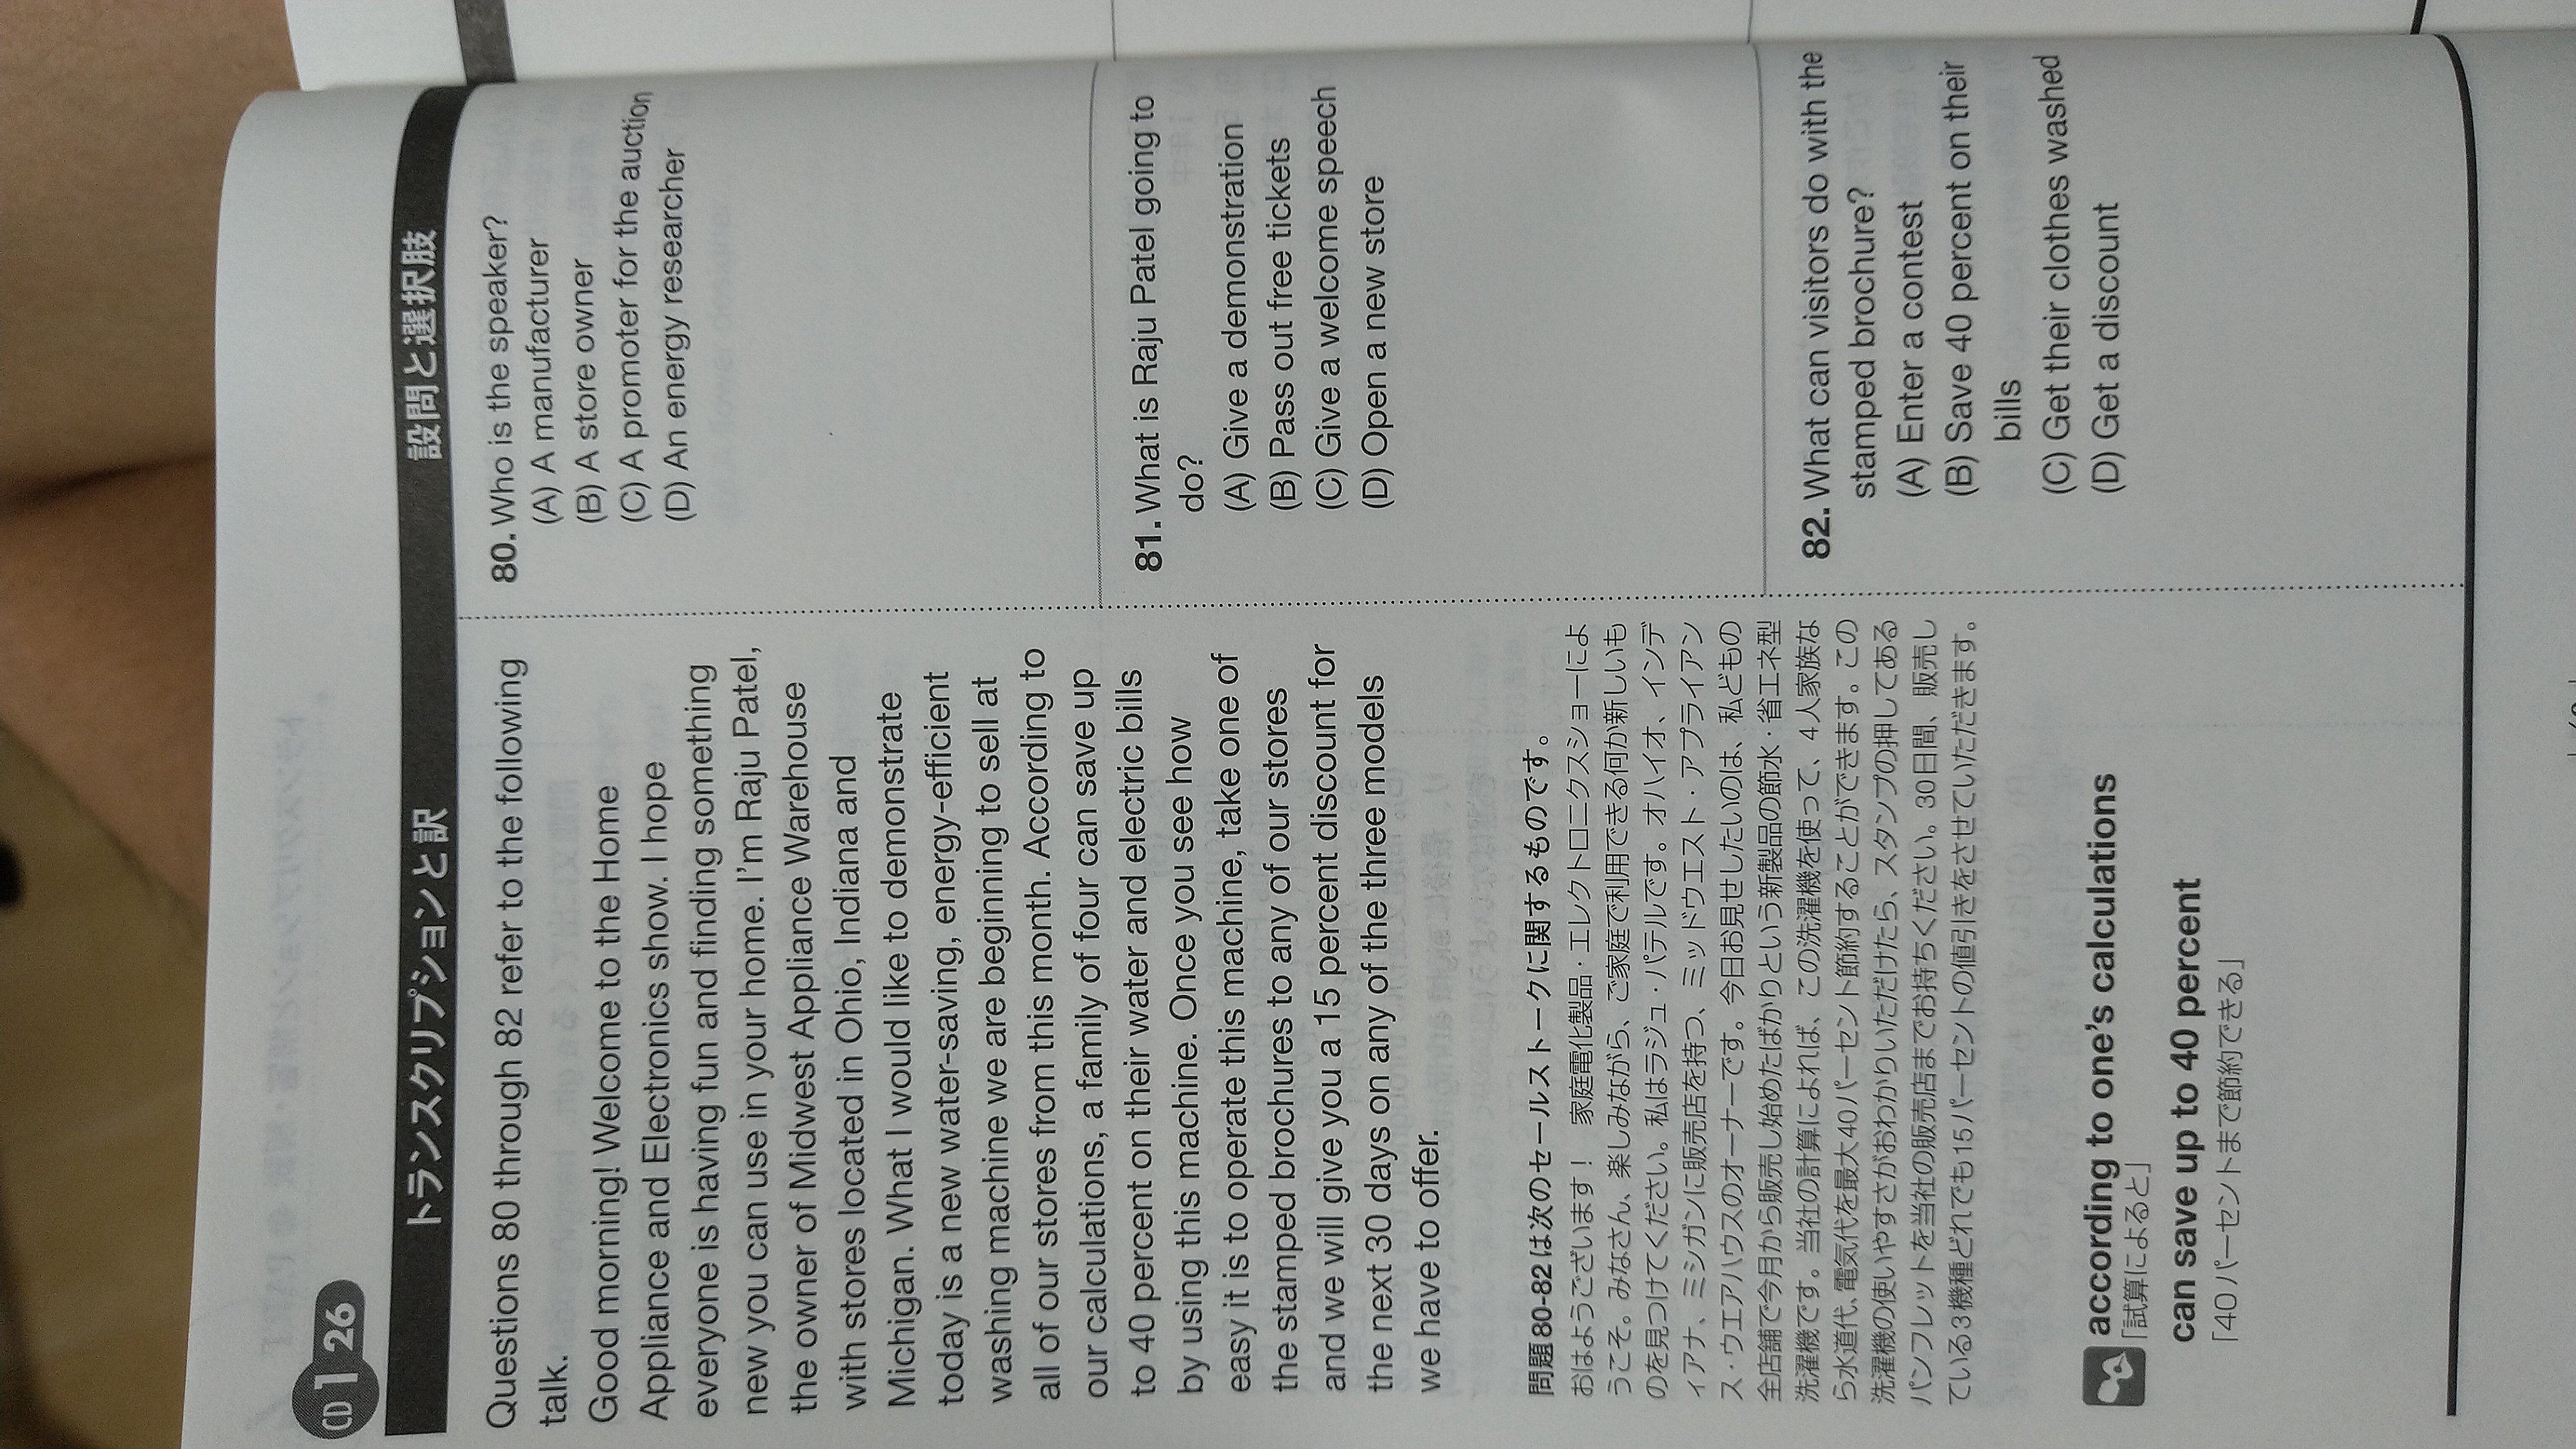 CD 1 26
トランスクリプションと訳
Questions 80 through 82 refer to the following
talk.
Good morning! Welcome to the Home
Appliance and Electronics show. I hope
everyone is having fun and finding something
new you can use in your home. I'm Raju Patel,
the owner of Midwest Appliance Warehouse
with stores located in Ohio, Indiana and
Michigan. What I would like to demonstrate
today is a new water-saving, energy-efficient
washing machine we are beginning to sell at
all of our stores from this month. According to
our calculations, a family of four can save up
to 40 percent on their water and electric bills
by using this machine. Once you see how
easy it is to operate this machine, take one of
the stamped brochures to any of our stores
and we will give you a 15 percent discount for
the next 30 days on any of the three models
we have to offer.
問題80-82は次のセールストークに関するものです。
おはようございます! 家庭電化製品・エレクトロニクスショーによ
うこそ。みなさん、楽しみながら、ご家庭で利用できる何か新しいも
のを見つけてください。私はラジュ・パテルです。オハイオ、インデ
ィアナ、ミシガンに販売店を持つ、ミッドウエスト・アプライアン
ス・ウエアハウスのオーナーです。今日お見せしたいのは、私どもの
全店舗で今月から販売し始めたばかりという新製品の節水・省エネ型
洗濯機です。当社の計算によれば、この洗濯機を使って、4人家族な
ら水道代、電気代を最大40パーセント節約することができます。この
洗濯機の使いやすさがおわかりいただけたら、スタンプの押してある
パンフレットを当社の販売店までお持ちください。30日間、販売し
ている3機種どれでも15パーセントの値引きをさせていただきます。
according to one's calculations
「試算によると」
can save up to 40 percent
「40パーセントまで節約できる」
設問と選択肢
80. Who is the speaker?
(A) A manufacturer
(B) A store owner
(C) A promoter for the auction
(D) An energy researcher
81. What is Raju Patel going to
do?
(A) Give a demonstration
(B) Pass out free tickets
(C) Give a welcome speech
(D) Open a new store
82. What can visitors do with the
stamped brochure?
(A) Enter a contest
(B) Save 40 percent on their
bills
(C) Get their clothes washed
(D) Get a discount